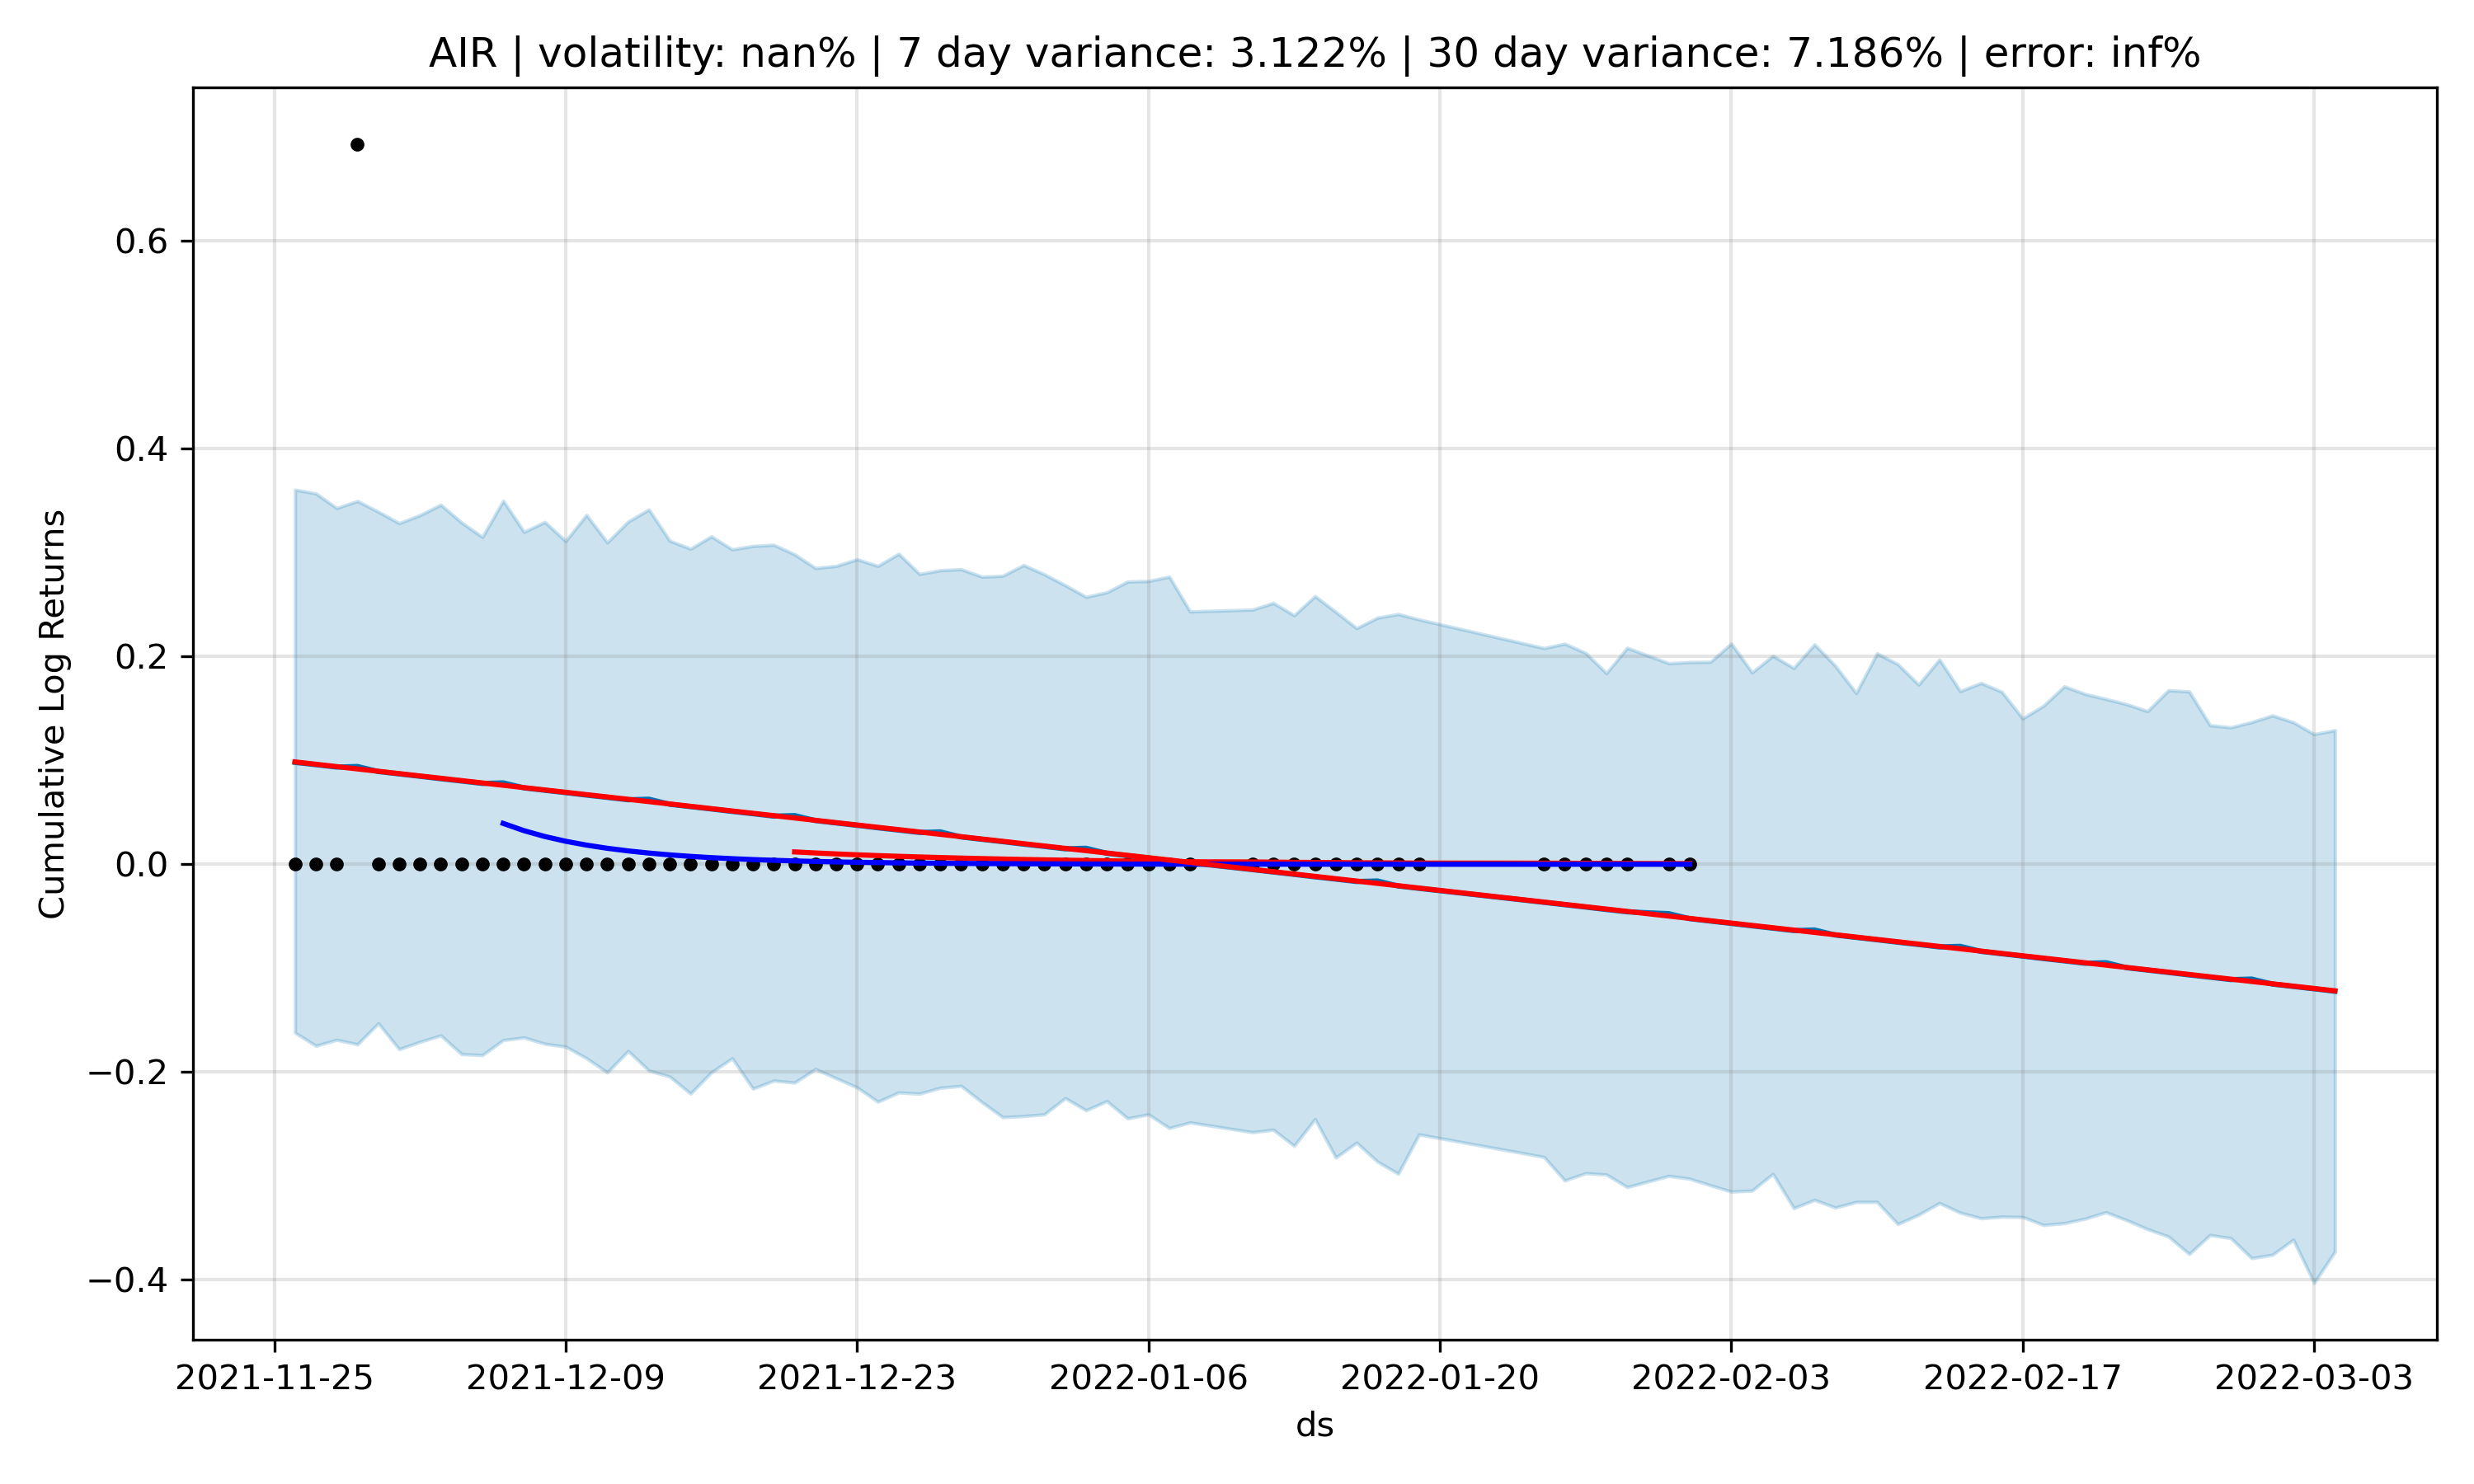 AIR | volatility: nan% | 7 day variance: 3.122% | 30 day variance: 7.186% | error: inf%
Cumulative Log Returns
0.6
0.4
0.2
0.0
−0.2
−0.4
2021-11-25 2021-12-09 2021-12-23 2022-01-06 2022-01-20 2022-02-03 2022-02-17 2022-03-03
ds